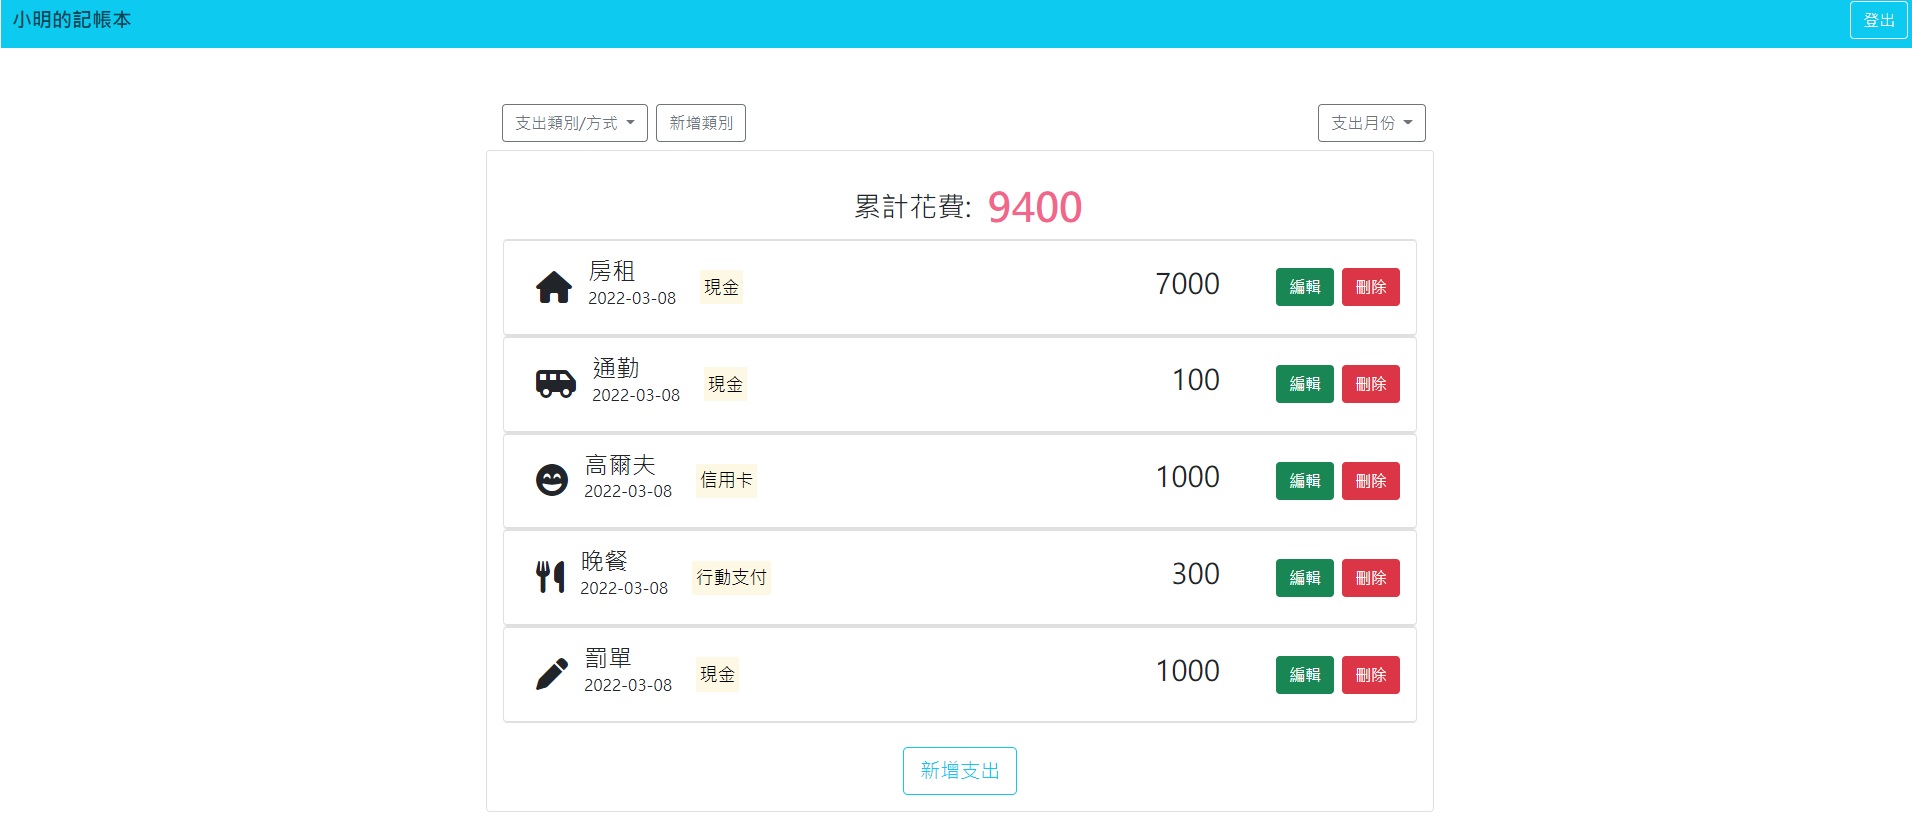 小明的記帳本
登出
支出類別/方式
新增類別
支出月份
累計花費: 9400
房租
2022-03-08
現金
7000
編輯
刪除
通勤
2022-03-08
現金
100
編輯
刪除
高爾夫
2022-03-08
信用卡
1000
編輯
刪除
晚餐
2022-03-08
行動支付
300
編輯
刪除
罰單
2022-03-08
現金
1000
編輯
刪除
新增支出